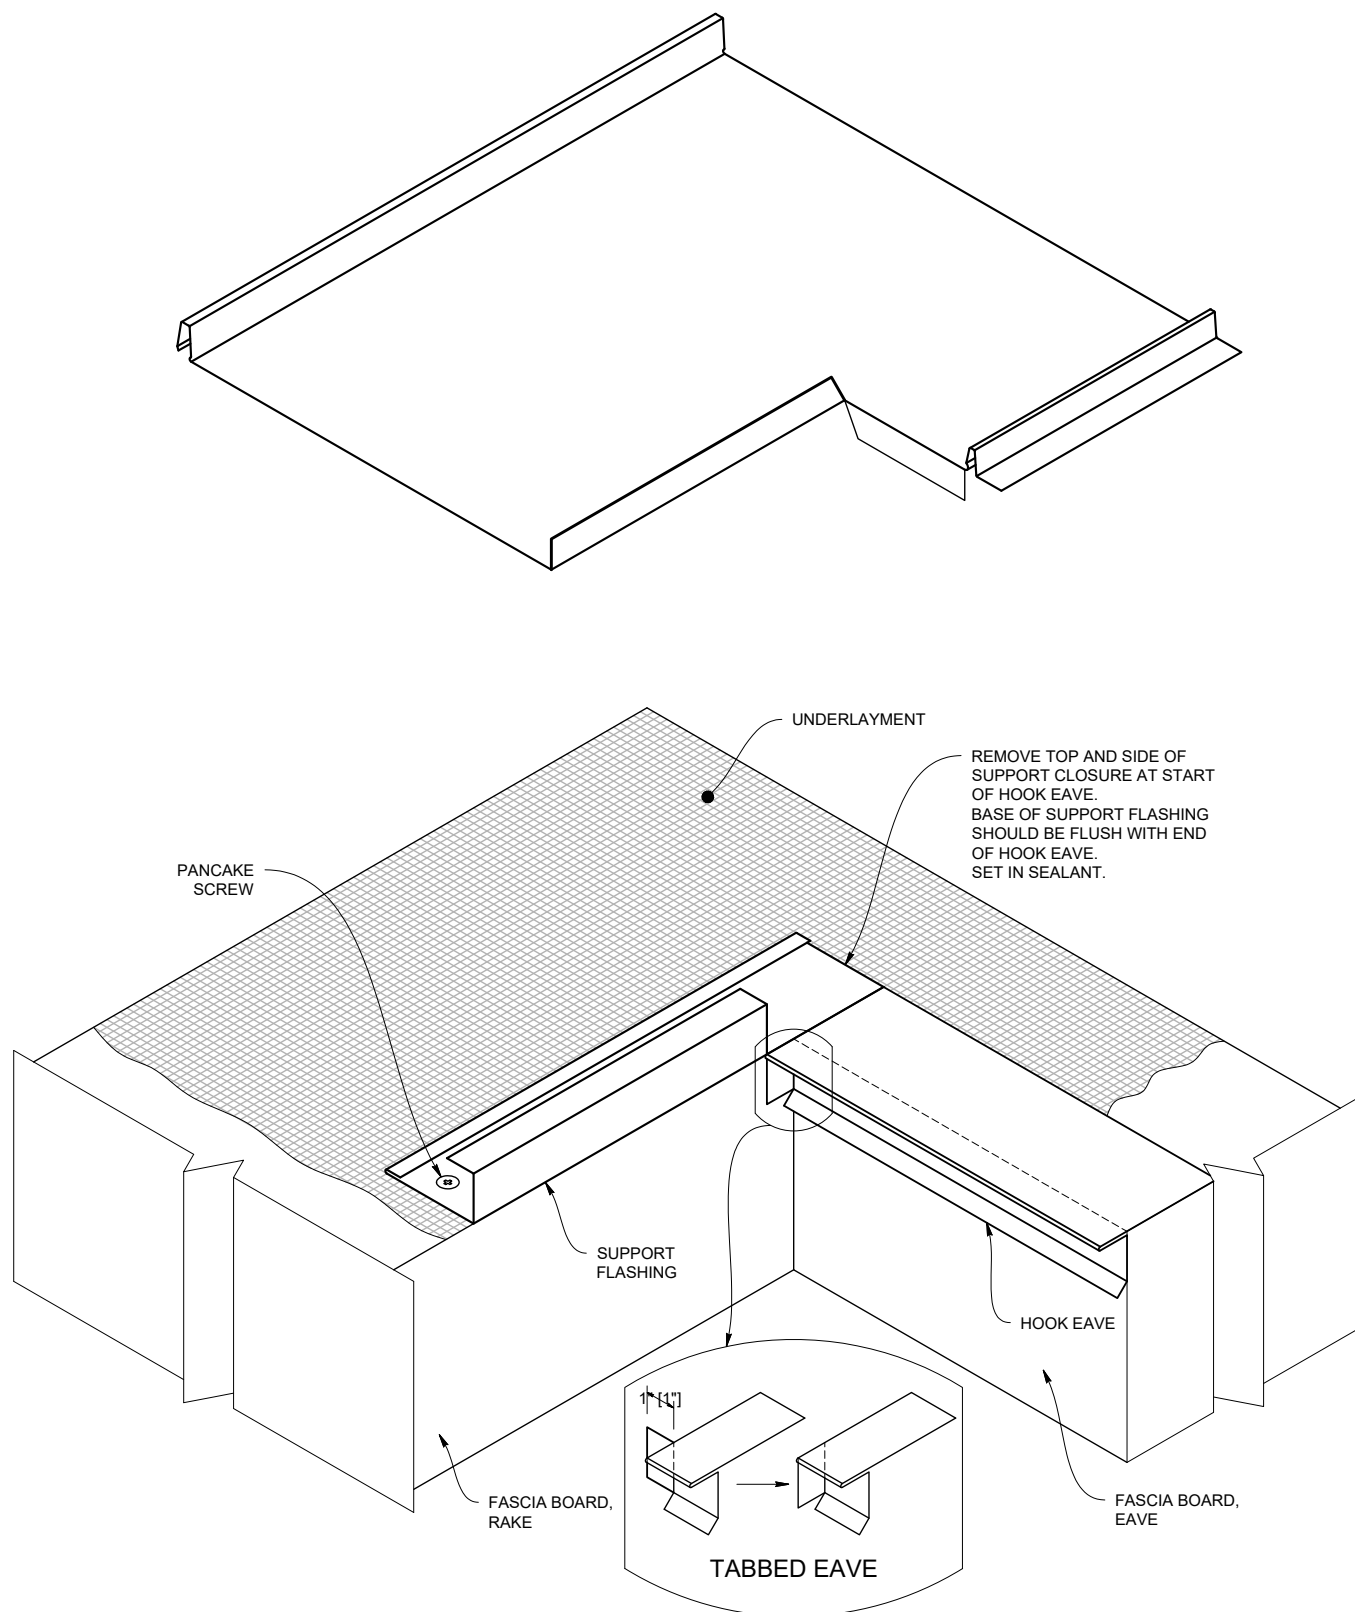 UNDERLAYMENT
REMOVE TOP AND SIDE OF
SUPPORT CLOSURE AT START
OF HOOK EAVE.
BASE OF SUPPORT FLASHING
SHOULD BE FLUSH WITH END
OF HOOK EAVE.
SET IN SEALANT.
PANCAKE
SCREW
SUPPORT
FLASHING
HOOK EAVE
1" [1"]
FASCIA BOARD,
RAKE
FASCIA BOARD,
EAVE
TABBED EAVE